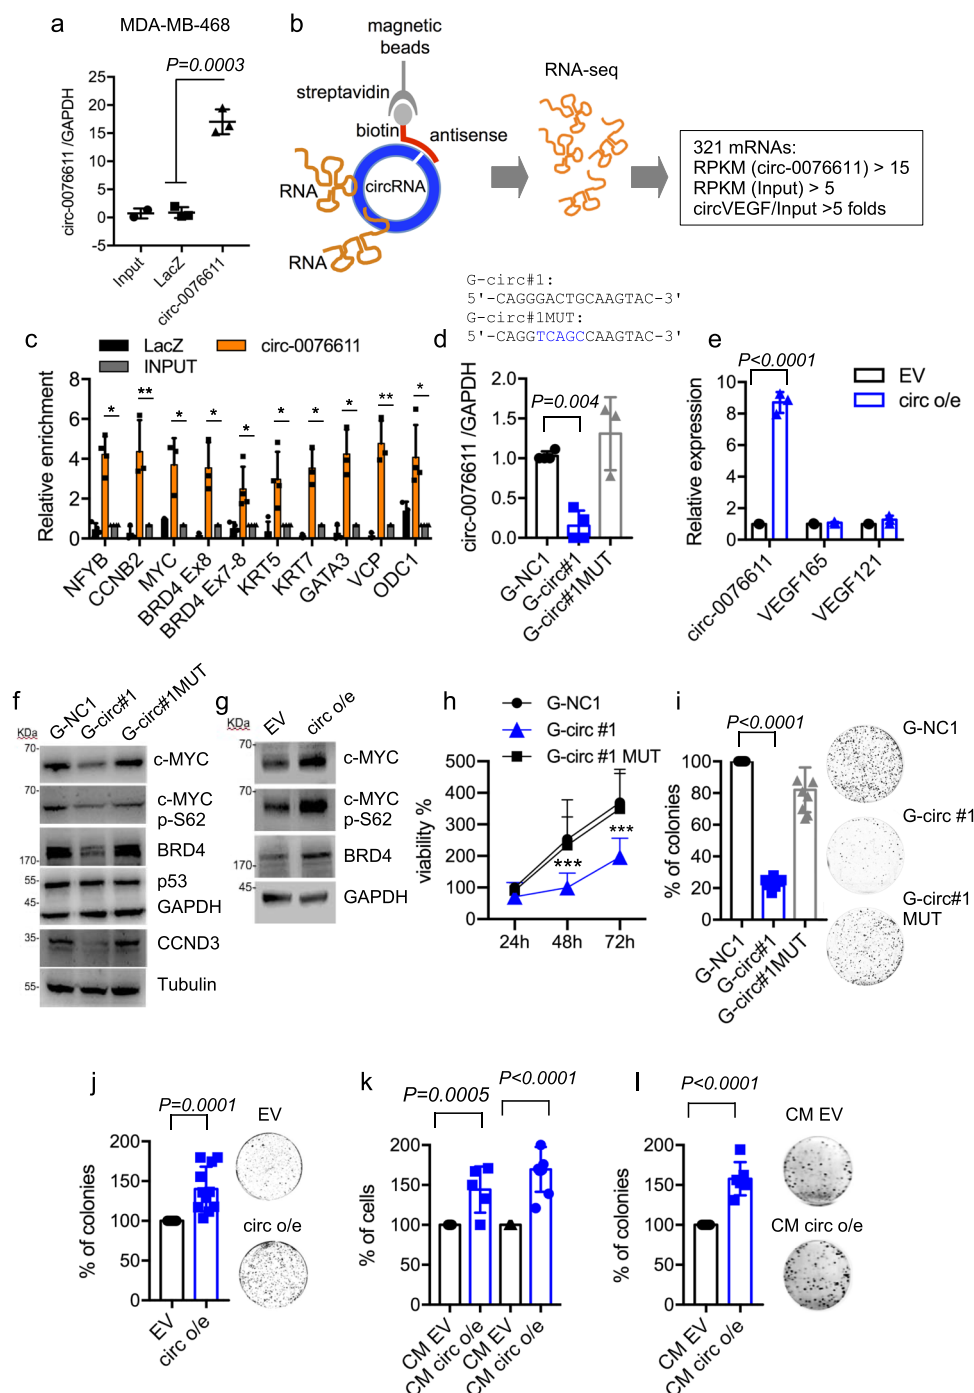 a
MDA-MB-468
P=0.0003
circ-0076611 /GAPDH
25
20
15
10
5
0
-5
Input
LacZ
circ-0076611
b
magnetic
beads
streptavidin
biotin
antisense
RNA
circRNA
RNA
RNA-seq
321 mRNAs:
RPKM (circ-0076611) > 15
RPKM (Input) > 5
circVEGF/Input >5 folds
G-circ#1:
5'-CAGGGACTGCAAGTAC-3'
G-circ#1MUT:
5'-CAGGTCAGCCAAGTAC-3'
c
LacZ
circ-0076611
INPUT
Relative enrichment
8
6
4
2
0
*
**
*
*
*
*
*
*
**
*
NFYB
CCNB2
MYC
BRD4 Ex8
BRD4 Ex7-8
KRT5
KRT7
GATA3
VCP
ODC1
d
circ-0076611 /GAPDH
P=0.004
2.0
1.5
1.0
0.5
0.0
G-NC1
G-circ#1
G-circ#1MUT
e
P<0.0001
EV
circ o/e
Relative expression
10
8
6
4
2
0
circ-0076611
VEGF165
VEGF121
f
G-NC1
G-circ#1
G-circ#1MUT
KDa
70
c-MYC
70
c-MYC
p-S62
BRD4
170
55
p53
45
GAPDH
35
CCND3
55
Tubulin
g
KDa
EV
circ o/e
70
c-MYC
70
c-MYC
p-S62
BRD4
170
45
GAPDH
h
G-NC1
G-circ #1
G-circ #1 MUT
viability %
500
400
300
200
100
0
***
***
24h
48h
72h
i
P<0.0001
% of colonies
120
100
80
60
40
20
0
G-NC1
G-circ#1
G-circ#1MUT
G-NC1
G-circ #1
G-circ#1
MUT
j
P=0.0001
% of colonies
200
150
100
50
0
EV
circ o/e
EV
circ o/e
k
P=0.0005
P<0.0001
% of cells
200
150
100
50
0
CM EV
CM circ o/e
CM EV
CM circ o/e
l
P<0.0001
% of colonies
200
150
100
50
0
CM EV
CM circ o/e
CM EV
CM circ o/e